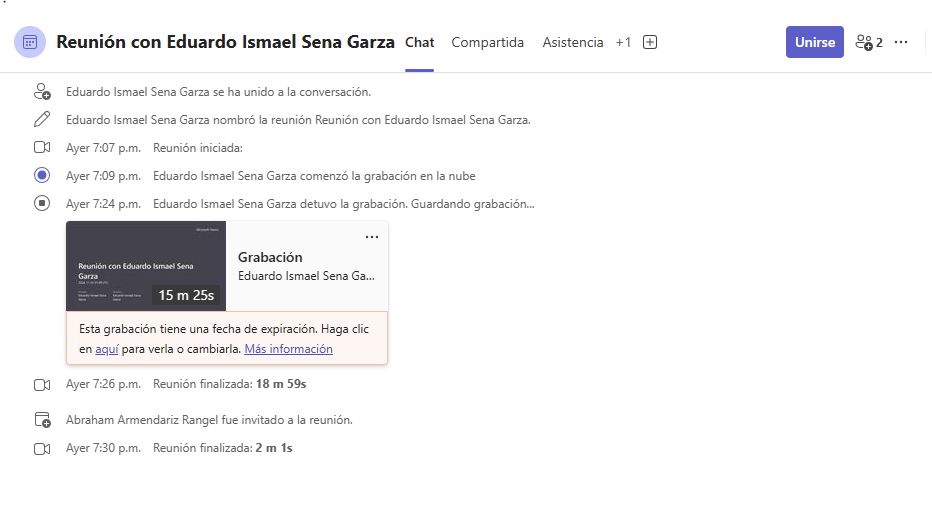 Reunión con Eduardo Ismael Sena Garza Chat Compartida Asistencia +1 Unirse 2
Eduardo Ismael Sena Garza se ha unido a la conversación.
Eduardo Ismael Sena Garza nombró la reunión Reunión con Eduardo Ismael Sena Garza.
Ayer 7:07 p.m. Reunión iniciada:
Ayer 7:09 p.m. Eduardo Ismael Sena Garza comenzó la grabación en la nube
Ayer 7:24 p.m. Eduardo Ismael Sena Garza detuvo la grabación. Guardando grabación...
Reunión con Eduardo Ismael Sena
Garza
15 m 25s
Grabación
Eduardo Ismael Sena Ga...
Esta grabación tiene una fecha de expiración. Haga clic
en aquí para verla o cambiarla. Más información
Ayer 7:26 p.m. Reunión finalizada: 18 m 59s
Abraham Armendariz Rangel fue invitado a la reunión.
Ayer 7:30 p.m. Reunión finalizada: 2 m 1s